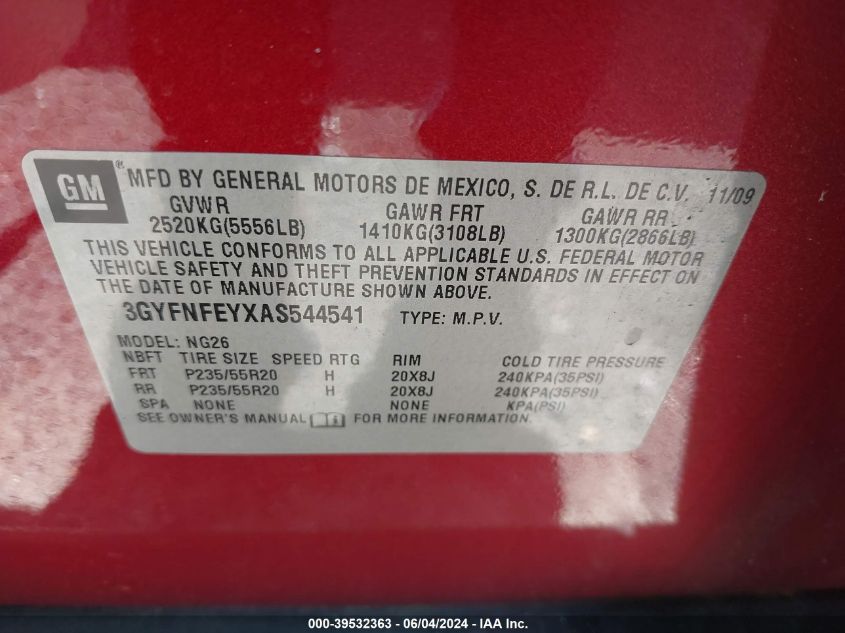 GM ® MFD BY GENERAL MOTORS DE MEXICO, S. DE R.L. DE C.V. 11/09
GVWR GAWR FRT GAWR RR
2520KG(5556LB) 1410KG(3108LB) 1300KG(2866LB)
THIS VEHICLE CONFORMS TO ALL APPLICABLE U.S. FEDERAL MOTOR
VEHICLE SAFETY AND THEFT PREVENTION STANDARDS IN EFFECT ON
THE DATE OF MANUFACTURE SHOWN ABOVE.
3GYFNFEYXAS544541 TYPE: M.P.V.
MODEL: NG26
NBFT TIRE SIZE SPEED RTG RIM COLD TIRE PRESSURE
FRT P235/55R20 H 20X8J 240KPA(35PSI)
RR P235/55R20 H 20X8J 240KPA(35PSI)
SPA NONE NONE KPA(PSI)
SEE OWNER'S MANUAL FOR MORE INFORMATION.
000-39532363 - 06/04/2024 - IAA Inc.